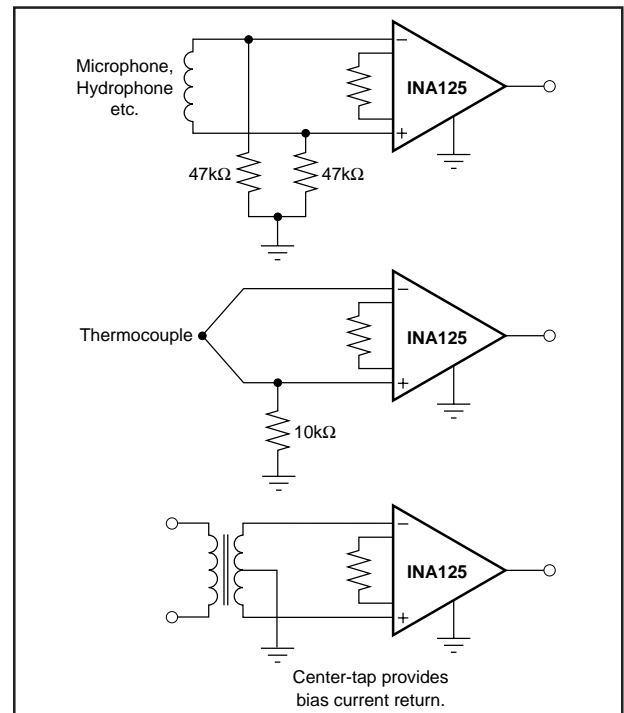 Microphone,
Hydrophone
etc.
−
INA125
+
47kΩ
47kΩ
Thermocouple
−
INA125
+
10kΩ
−
INA125
+
Center-tap provides
bias current return.